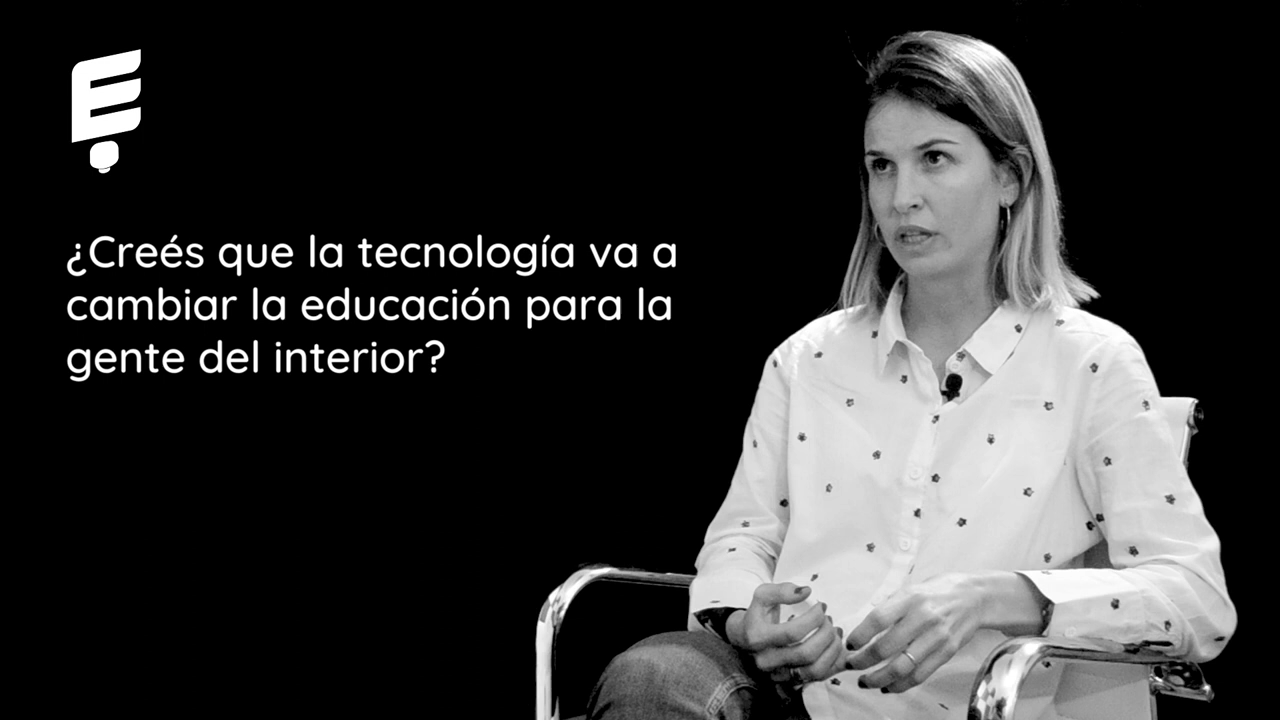 ¿Creés que la tecnología va a
cambiar la educación para la
gente del interior?